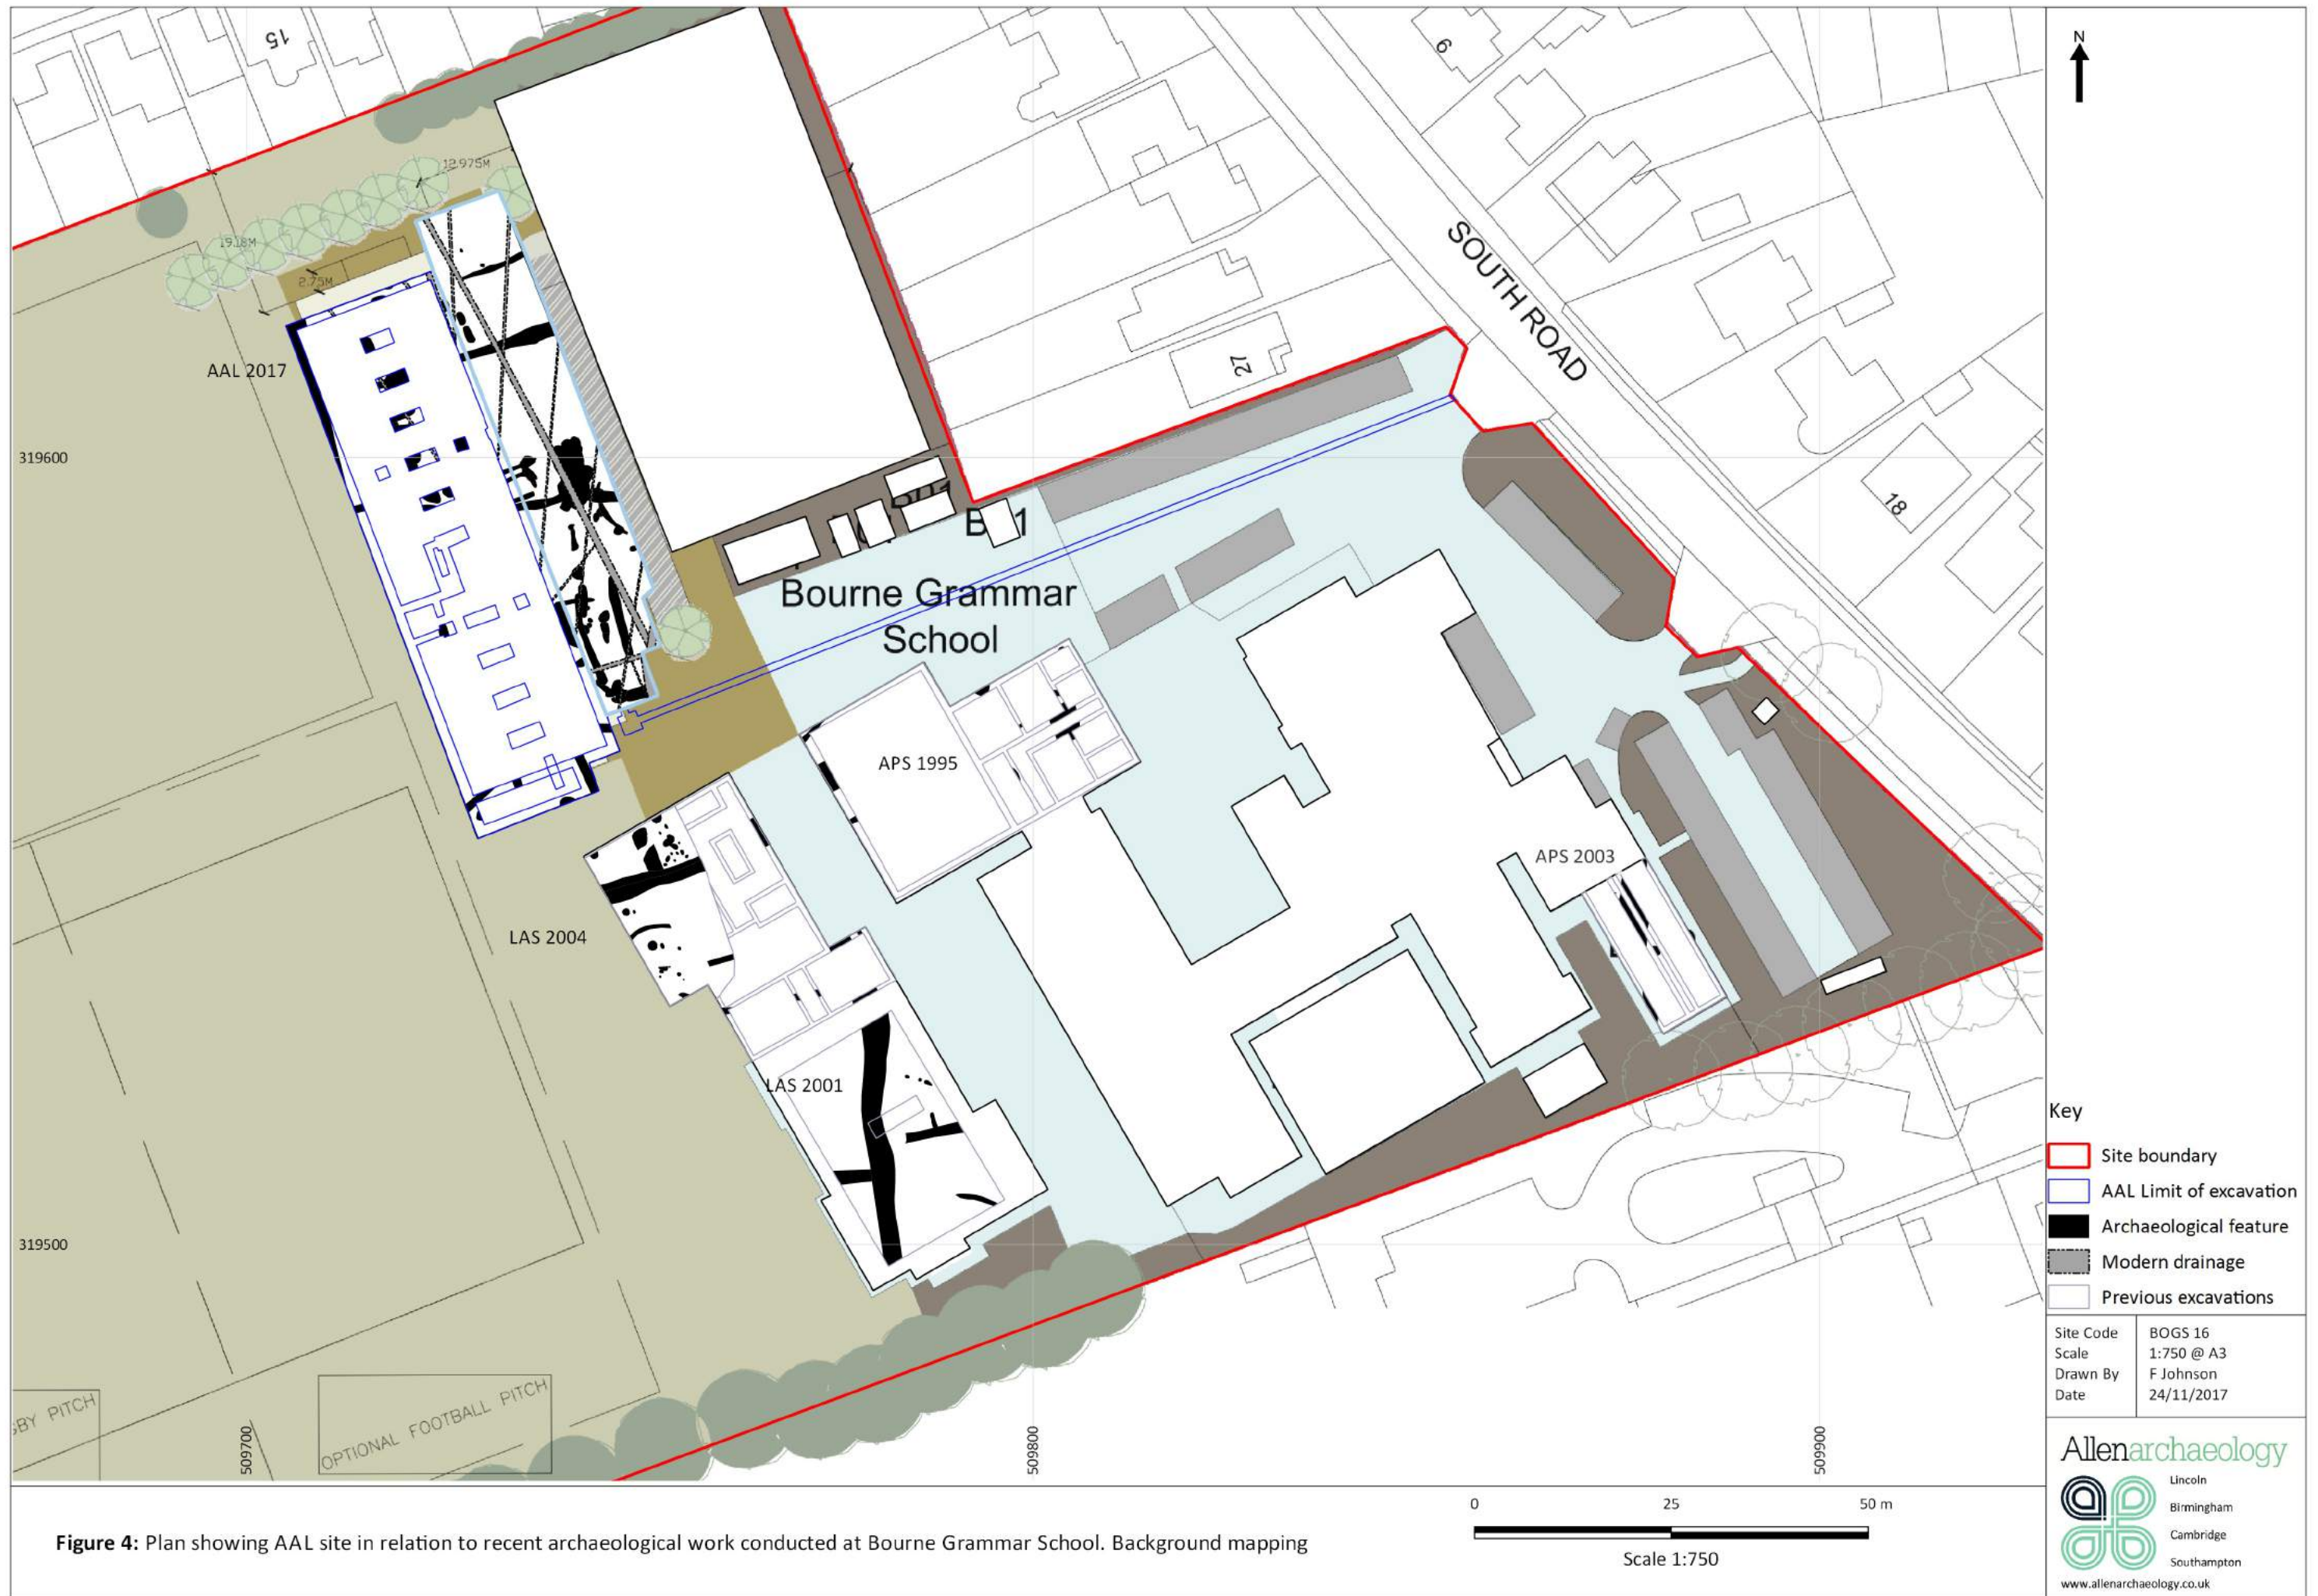 15
9
N
12.975M
19.18M
2.75M
SOUTH ROAD
AAL 2017
27
319600
18
Bourne Grammar
School
APS 1995
APS 2003
LAS 2004
LAS 2001
319500
PITCH
OPTIONAL FOOTBALL PITCH
509700
509800
509900
Key
Site boundary
AAL Limit of excavation
Archaeological feature
Modern drainage
Previous excavations
Site Code BOGS 16
Scale 1:750 @ A3
Drawn By F Johnson
Date 24/11/2017
Allenarchaeology
Lincoln
Birmingham
Cambridge
Southampton
www.allenarchaeology.co.uk
0 25 50 m
Scale 1:750
Figure 4: Plan showing AAL site in relation to recent archaeological work conducted at Bourne Grammar School. Background mapping